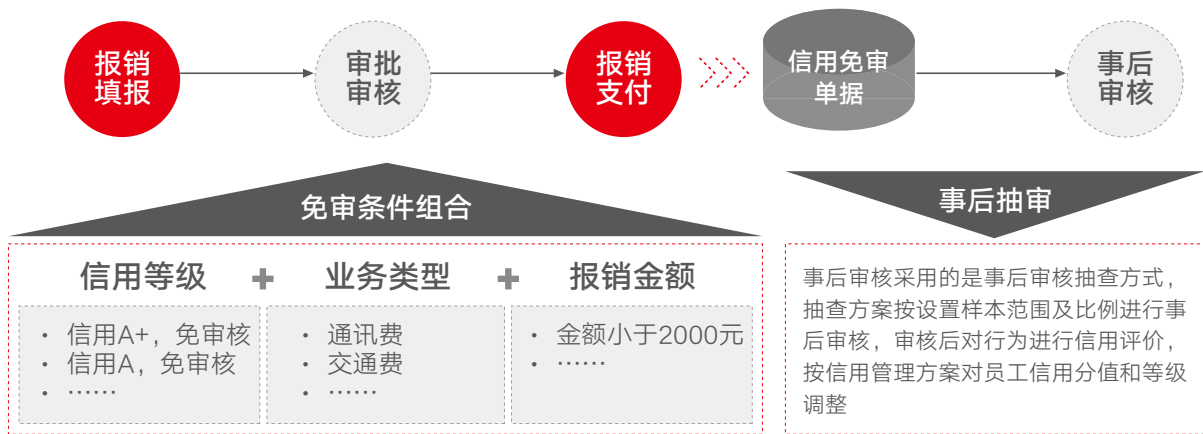 报销
填报
审批
审核
报销
支付
信用免审
单据
事后
审核
免审条件组合
事后抽审
信用等级 + 业务类型 + 报销金额
· 信用A+，免审核
· 信用A，免审核
· ……
· 通讯费
· 交通费
· ……
· 金额小于2000元
· ……
事后审核采用的是事后审核抽查方式，
抽查方案按设置样本范围及比例进行事
后审核，审核后对行为进行信用评价，
按信用管理方案对员工信用分值和等级
调整